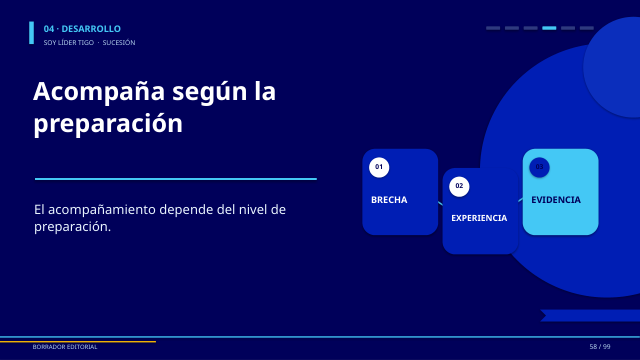 04 · DESARROLLO
SOY LÍDER TIGO · SUCESIÓN
Acompaña según la
preparación
El acompañamiento depende del nivel de
preparación.
01
BRECHA
02
EXPERIENCIA
03
EVIDENCIA
BORRADOR EDITORIAL
58 / 99